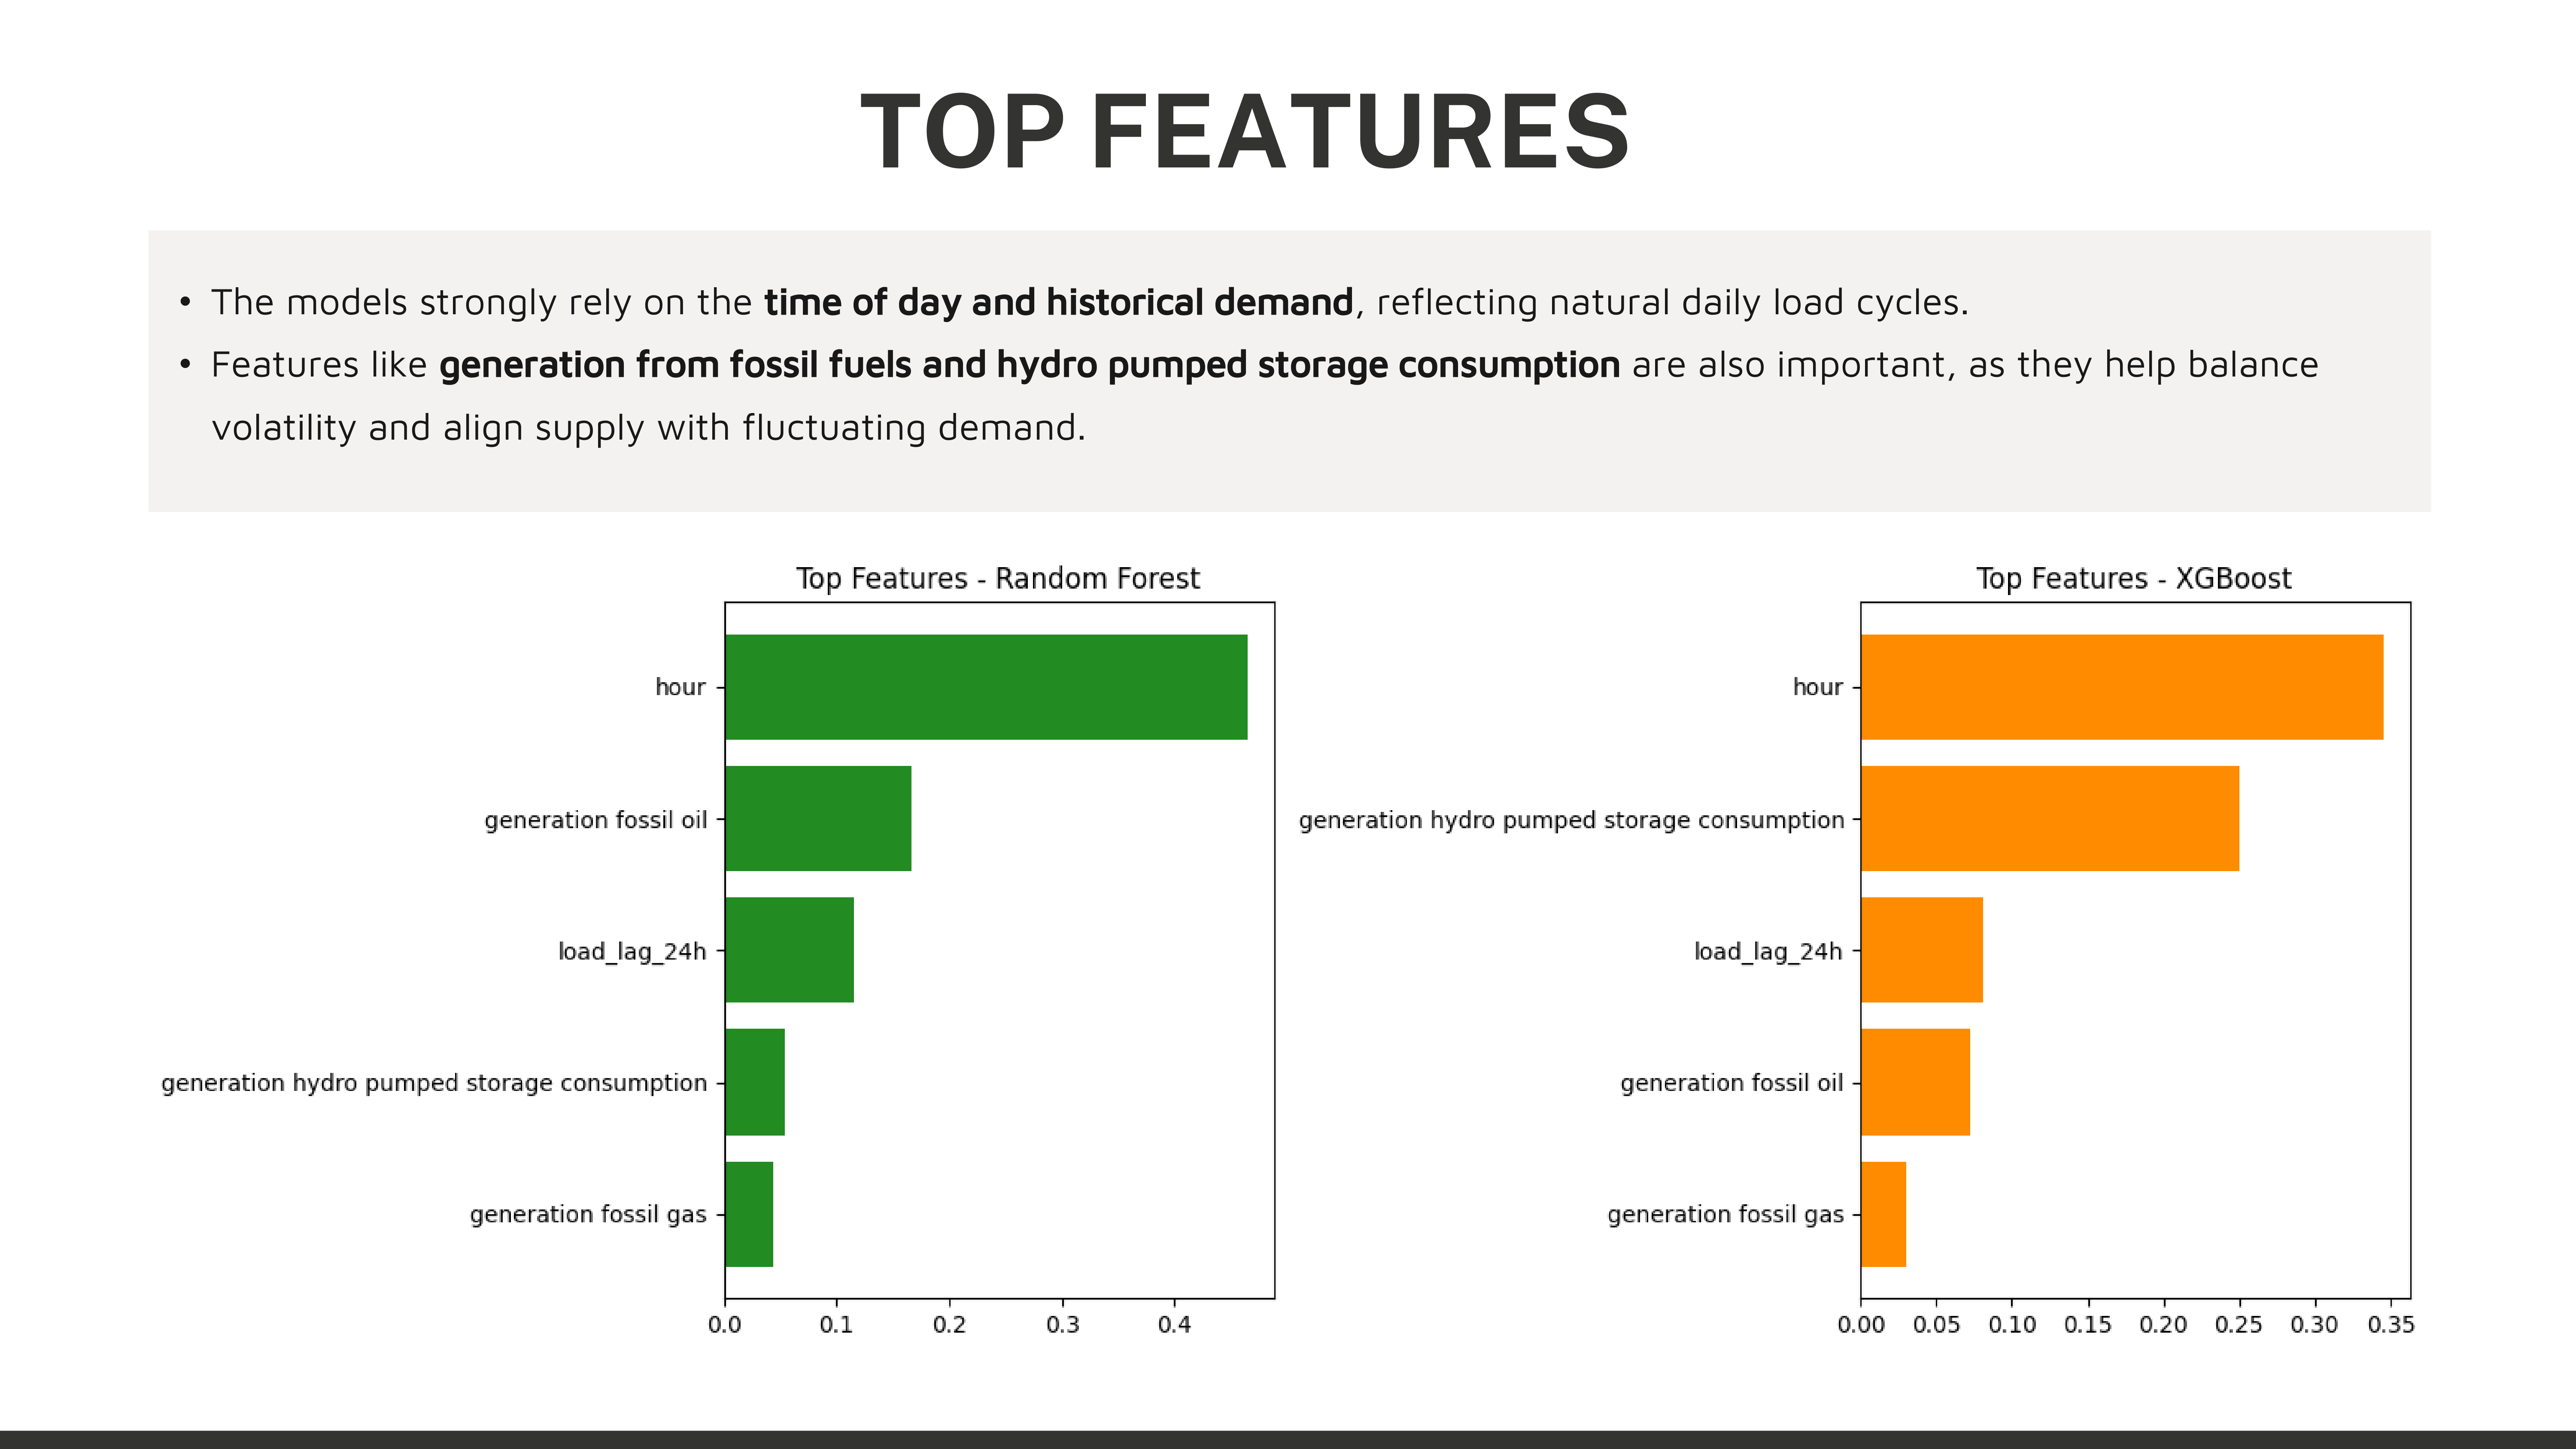 TOP FEATURES
• The models strongly rely on the time of day and historical demand, reflecting natural daily load cycles.
• Features like generation from fossil fuels and hydro pumped storage consumption are also important, as they help balance
volatility and align supply with fluctuating demand.
Top Features - Random Forest
hour
generation fossil oil
load_lag_24h
generation hydro pumped storage consumption
generation fossil gas
0.0 0.1 0.2 0.3 0.4
Top Features - XGBoost
hour
generation hydro pumped storage consumption
load_lag_24h
generation fossil oil
generation fossil gas
0.00 0.05 0.10 0.15 0.20 0.25 0.30 0.35